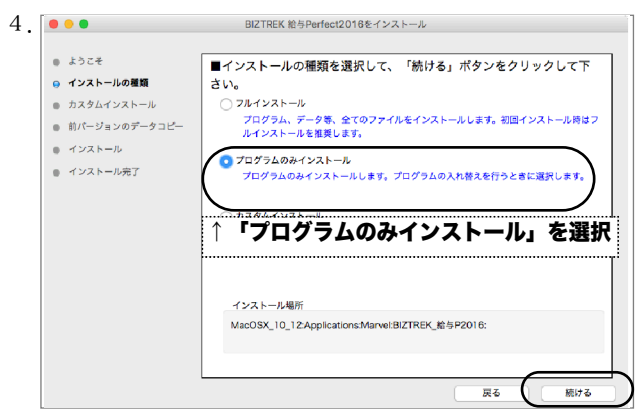 4.
BIZTREK 給与Perfect2016をインストール
ようこそ
インストールの種類
カスタムインストール
前バージョンのデータコピー
インストール
インストール完了
■インストールの種類を選択して、「続ける」ボタンをクリックして下
さい。
フルインストール
プログラム、データ等、全てのファイルをインストールします。初回インストール時はフ
ルインストールを推奨します。
プログラムのみインストール
プログラムのみインストールします。プログラムの入れ替えを行うときに選択します。
カスタムインストール
↑「プログラムのみインストール」を選択
インストール場所
MacOSX_10_12:Applications:Marvel:BIZTREK_給与P2016:
戻る
続ける